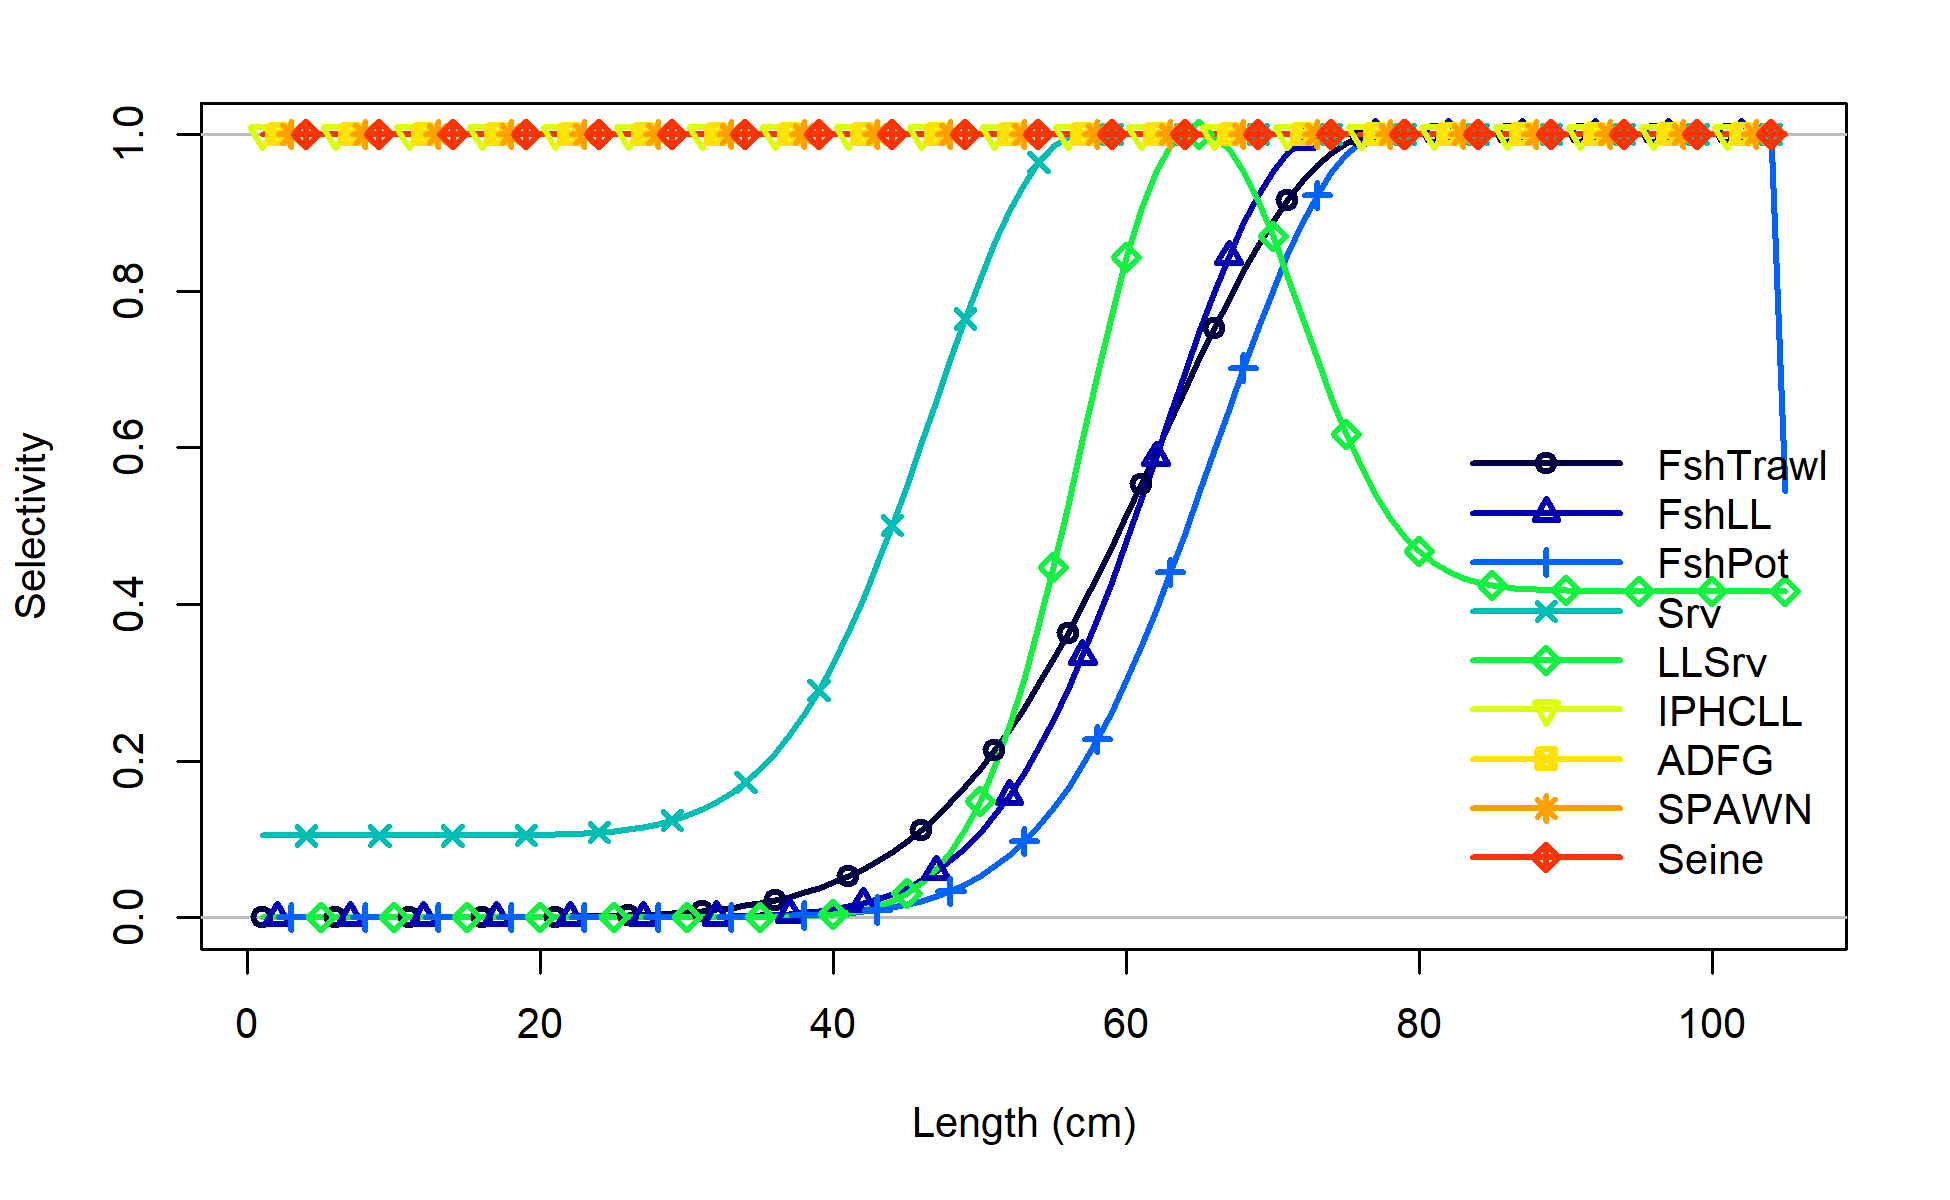 1.0
0.8
0.6
0.4
0.2
0.0
Selectivity
0 20 40 60 80 100
Length (cm)
FshTrawl
FshLL
FshPot
Srv
LLSrv
IPHCLL
ADFG
SPAWN
Seine